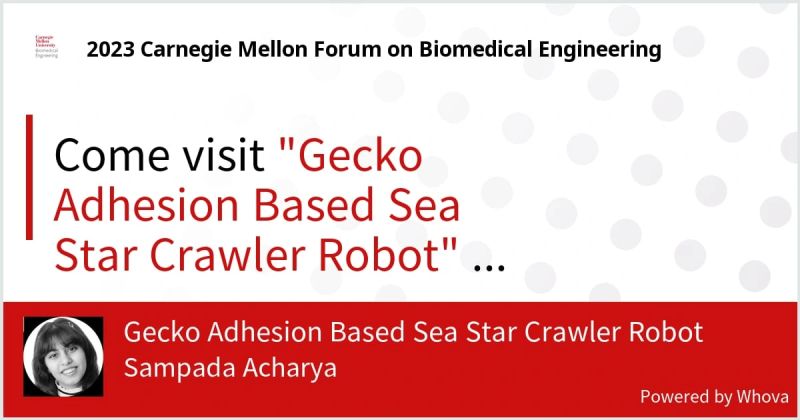 Carnegie
Mellon
University
Biomedical
Engineering
2023 Carnegie Mellon Forum on Biomedical Engineering
Come visit "Gecko
Adhesion Based Sea
Star Crawler Robot" ...
Gecko Adhesion Based Sea Star Crawler Robot
Sampada Acharya
Powered by Whova